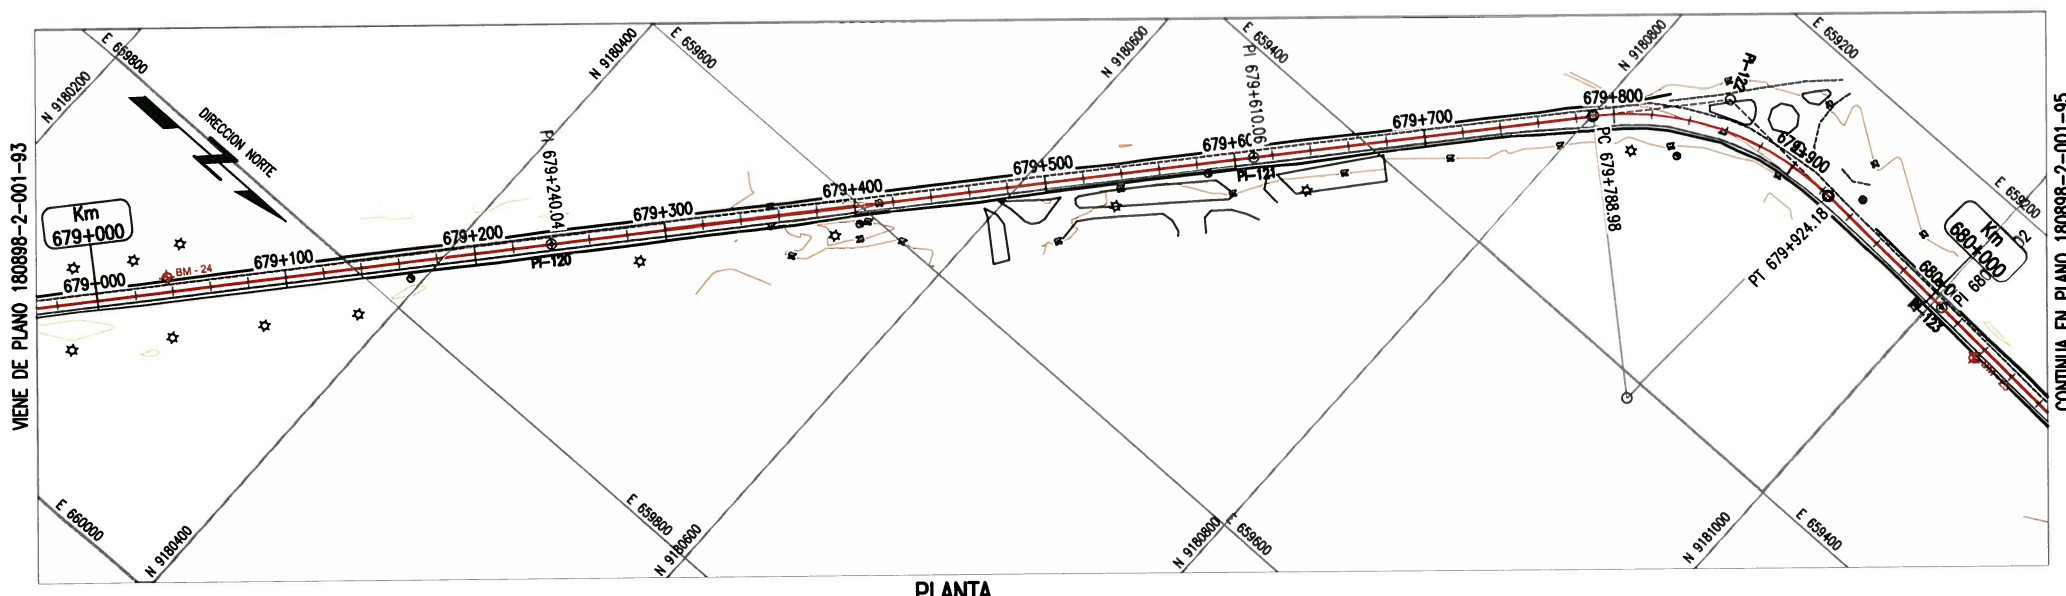 VIENE DE PLANO 180898-2-001-93
N 9180200
E 659800
DIRECCION NORTE
N 9180400
E 659600
N 9180600
E 659400
N 9180800
E 659200
E 659200
Km
679+000
679+000
BM - 24
679+100
679+200
PI 679+240.04
PI-120
679+300
679+400
679+500
PI 679+610.06
PI-121
679+700
679+800
PC 679+788.98
PI-122
679+900
PT 679+924.18
Km
680+000
E 660000
N 9180400
E 659800
N 9180600
N 9180800
E 659600
N 9181000
E 659400
CONTINUA EN PLANO 180898-2-001-95
PLANTA